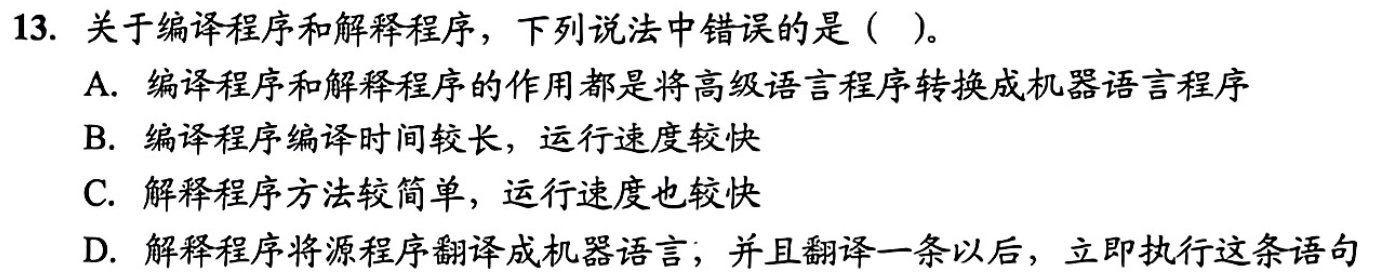 13. 关于编译程序和解释程序，下列说法中错误的是（ ）。
A. 编译程序和解释程序的作用都是将高级语言程序转换成机器语言程序
B. 编译程序编译时间较长，运行速度较快
C. 解释程序方法较简单，运行速度也较快
D. 解释程序将源程序翻译成机器语言，并且翻译一条以后，立即执行这条语句